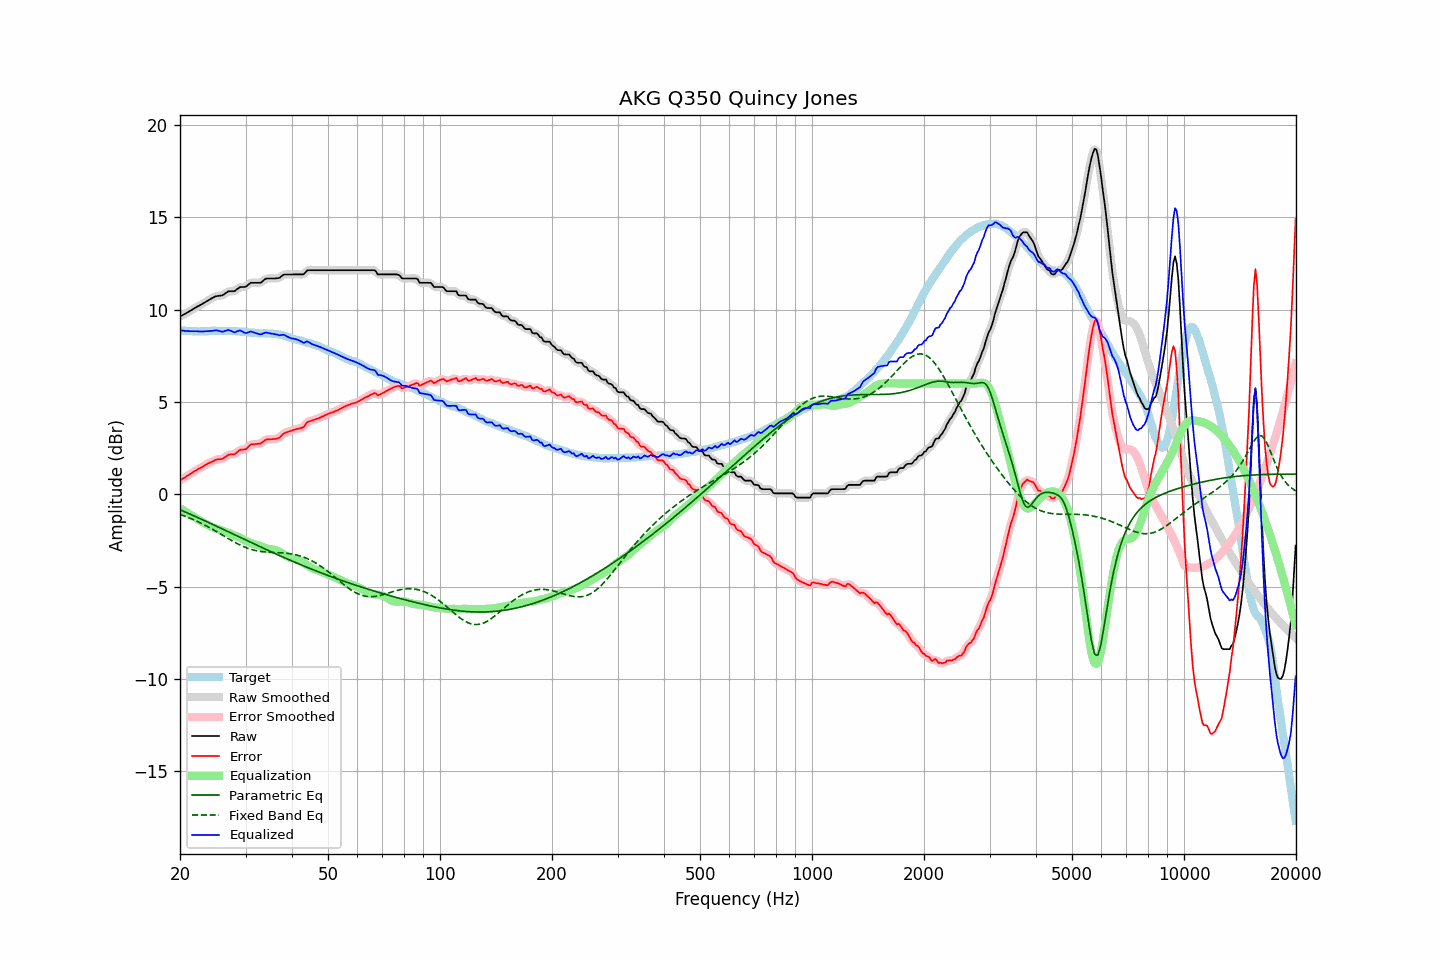 AKG Q350 Quincy Jones
Amplitude (dBr)
20
15
10
5
0
−5
−10
−15
Target
Raw Smoothed
Error Smoothed
Raw
Error
Equalization
Parametric Eq
Fixed Band Eq
Equalized
20 50 100 200 500 1000 2000 5000 10000 20000
Frequency (Hz)